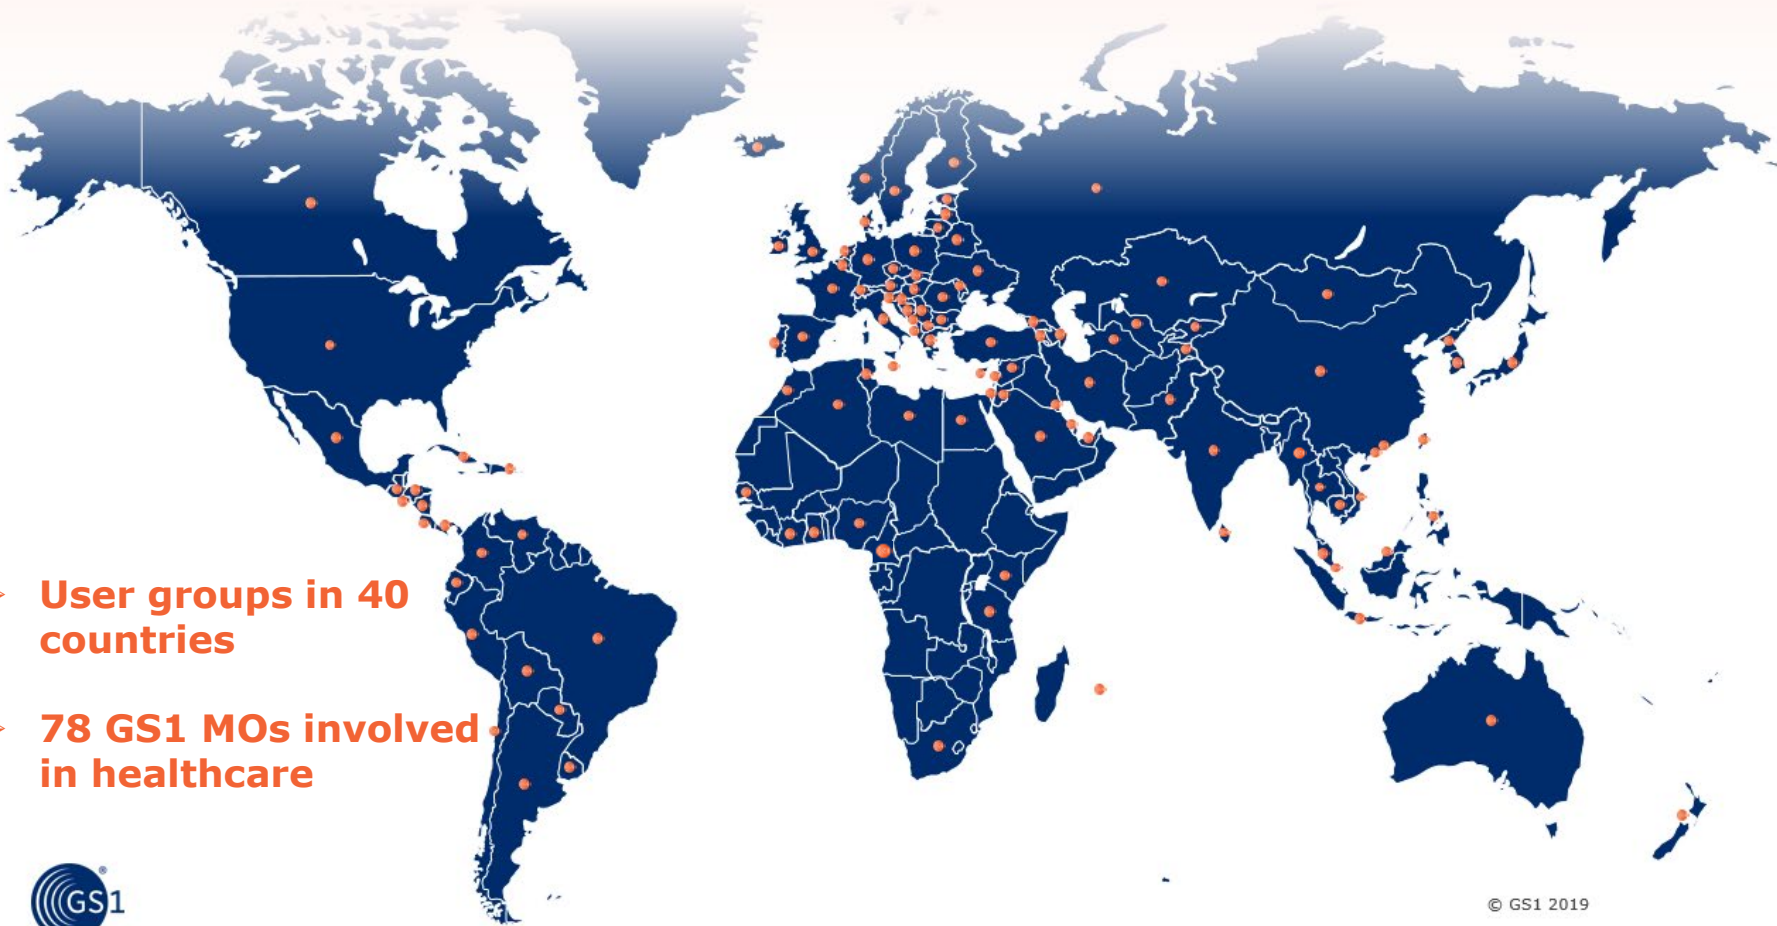 User groups in 40
countries
78 GS1 MOs involved
in healthcare
GS1
®
© GS1 2019